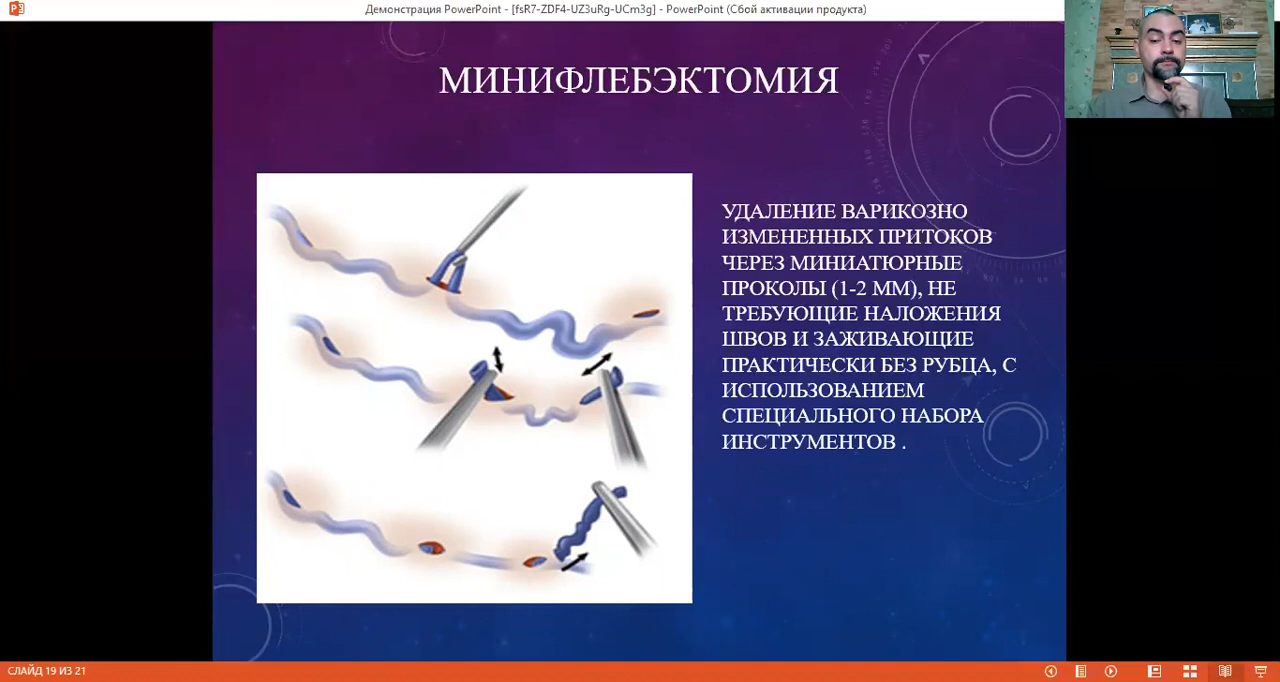 Демонстрация PowerPoint - [fsR7-ZDF4-UZ3uRg-UCm3g] - PowerPoint (Сбой активации продукта)
МИНИФЛЕБЭКТОМИЯ
УДАЛЕНИЕ ВАРИКОЗНО
ИЗМЕНЕННЫХ ПРИТОКОВ
ЧЕРЕЗ МИНИАТЮРНЫЕ
ПРОКОЛЫ (1-2 ММ), НЕ
ТРЕБУЮЩИЕ НАЛОЖЕНИЯ
ШВОВ И ЗАЖИВАЮЩИЕ
ПРАКТИЧЕСКИ БЕЗ РУБЦА, С
ИСПОЛЬЗОВАНИЕМ
СПЕЦИАЛЬНОГО НАБОРА
ИНСТРУМЕНТОВ .
СЛАЙД 19 ИЗ 21